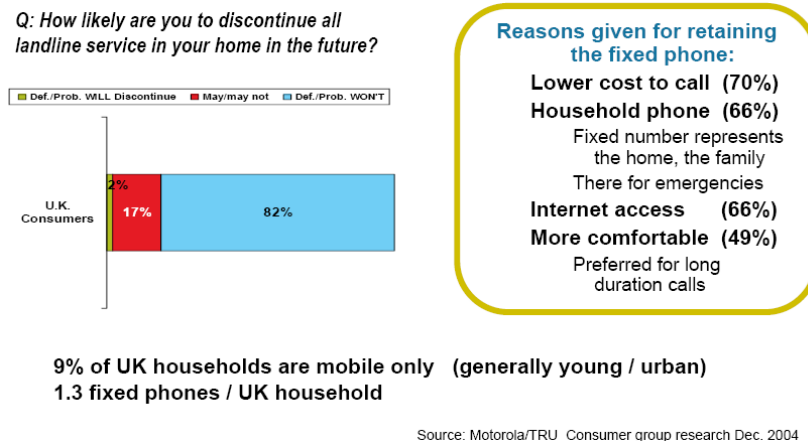 Q: How likely are you to discontinue all
landline service in your home in the future?
Def./Prob. WILL Discontinue May/may not Def./Prob. WON'T
U.K.
Consumers
2%
17%
82%
Reasons given for retaining
the fixed phone:
Lower cost to call (70%)
Household phone (66%)
Fixed number represents
the home, the family
There for emergencies
Internet access (66%)
More comfortable (49%)
Preferred for long
duration calls
9% of UK households are mobile only (generally young / urban)
1.3 fixed phones / UK household
Source: Motorola/TRU Consumer group research Dec. 2004